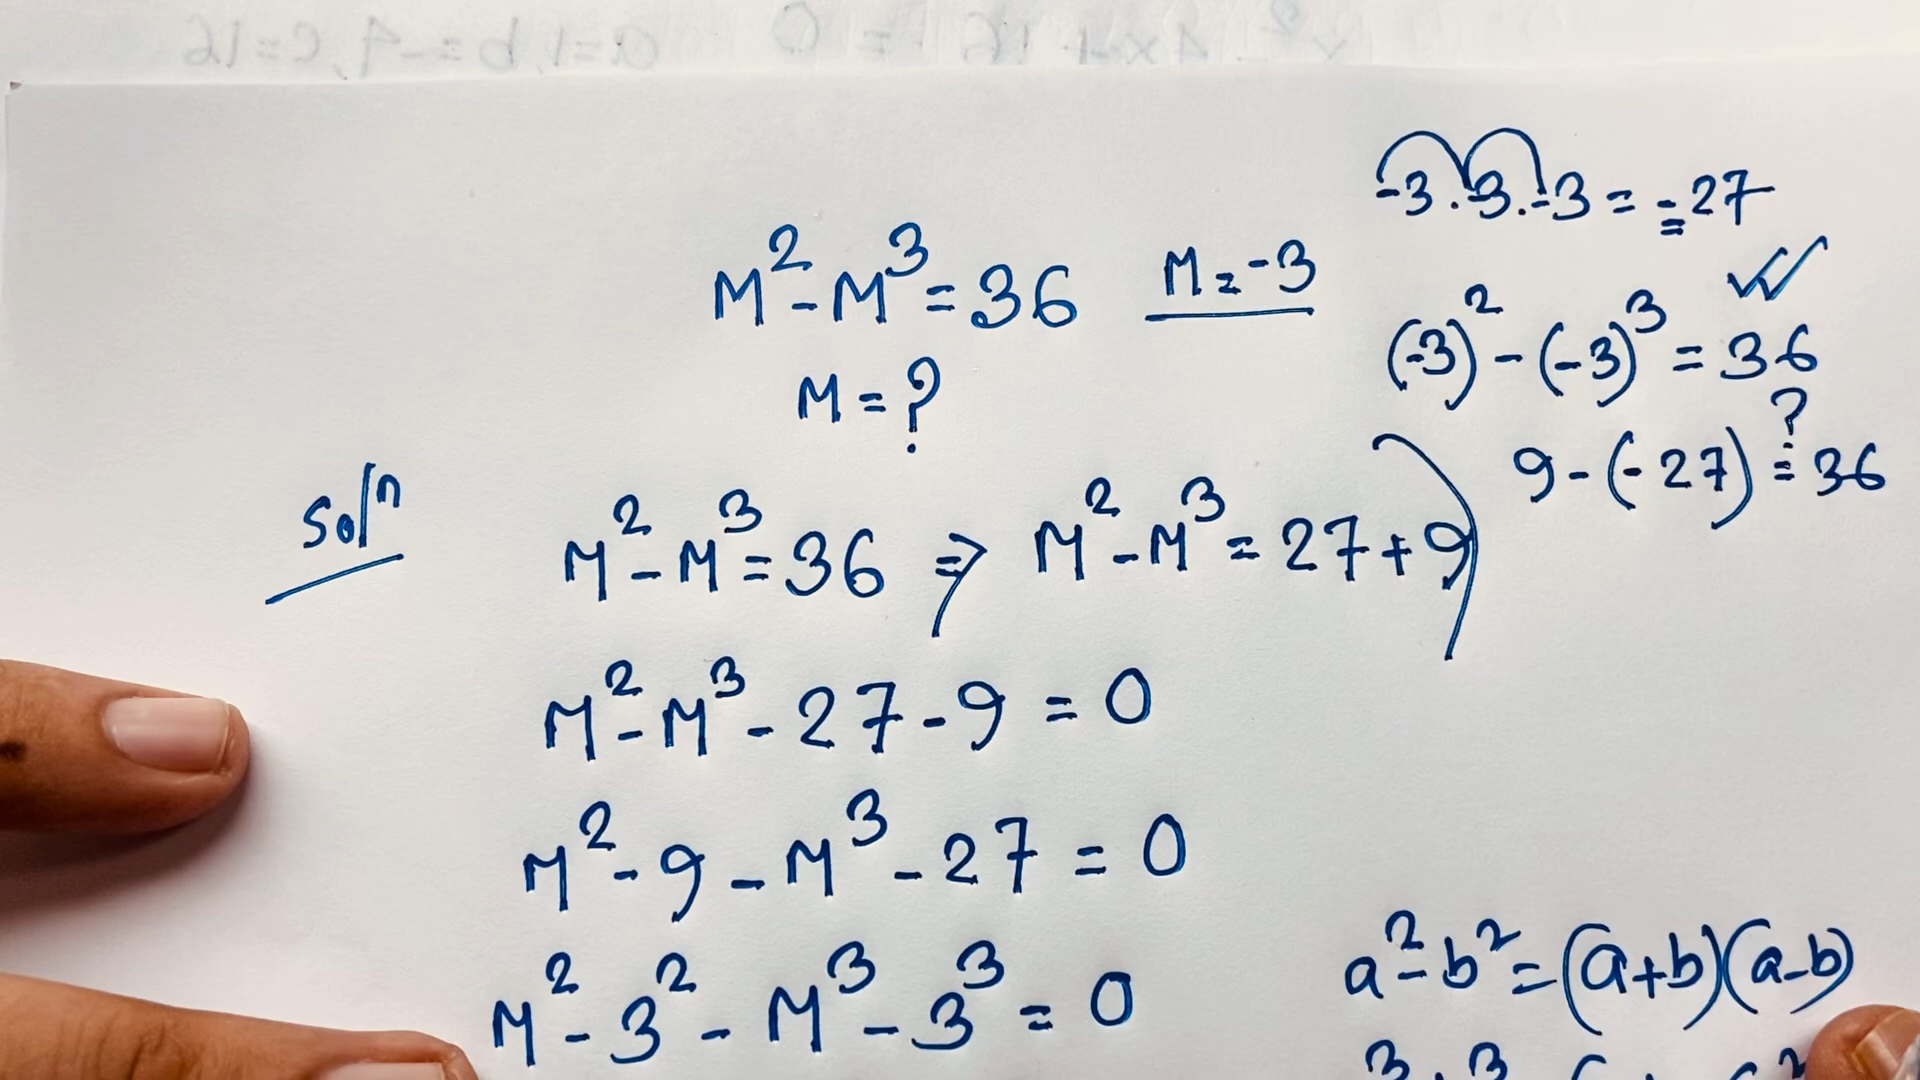 M² - M³ = 36
M = -3
M = ?
-3 . -3 . -3 = -27
(-3)² - (-3)³ = 36
?
9 - (-27) = 36
Solⁿ
M² - M³ = 36 ⇒ M² - M³ = 27 + 9
M² - M³ - 27 - 9 = 0
M² - 9 - M³ - 27 = 0
M² - 3² - M³ - 3³ = 0
a² - b² = (a+b)(a-b)